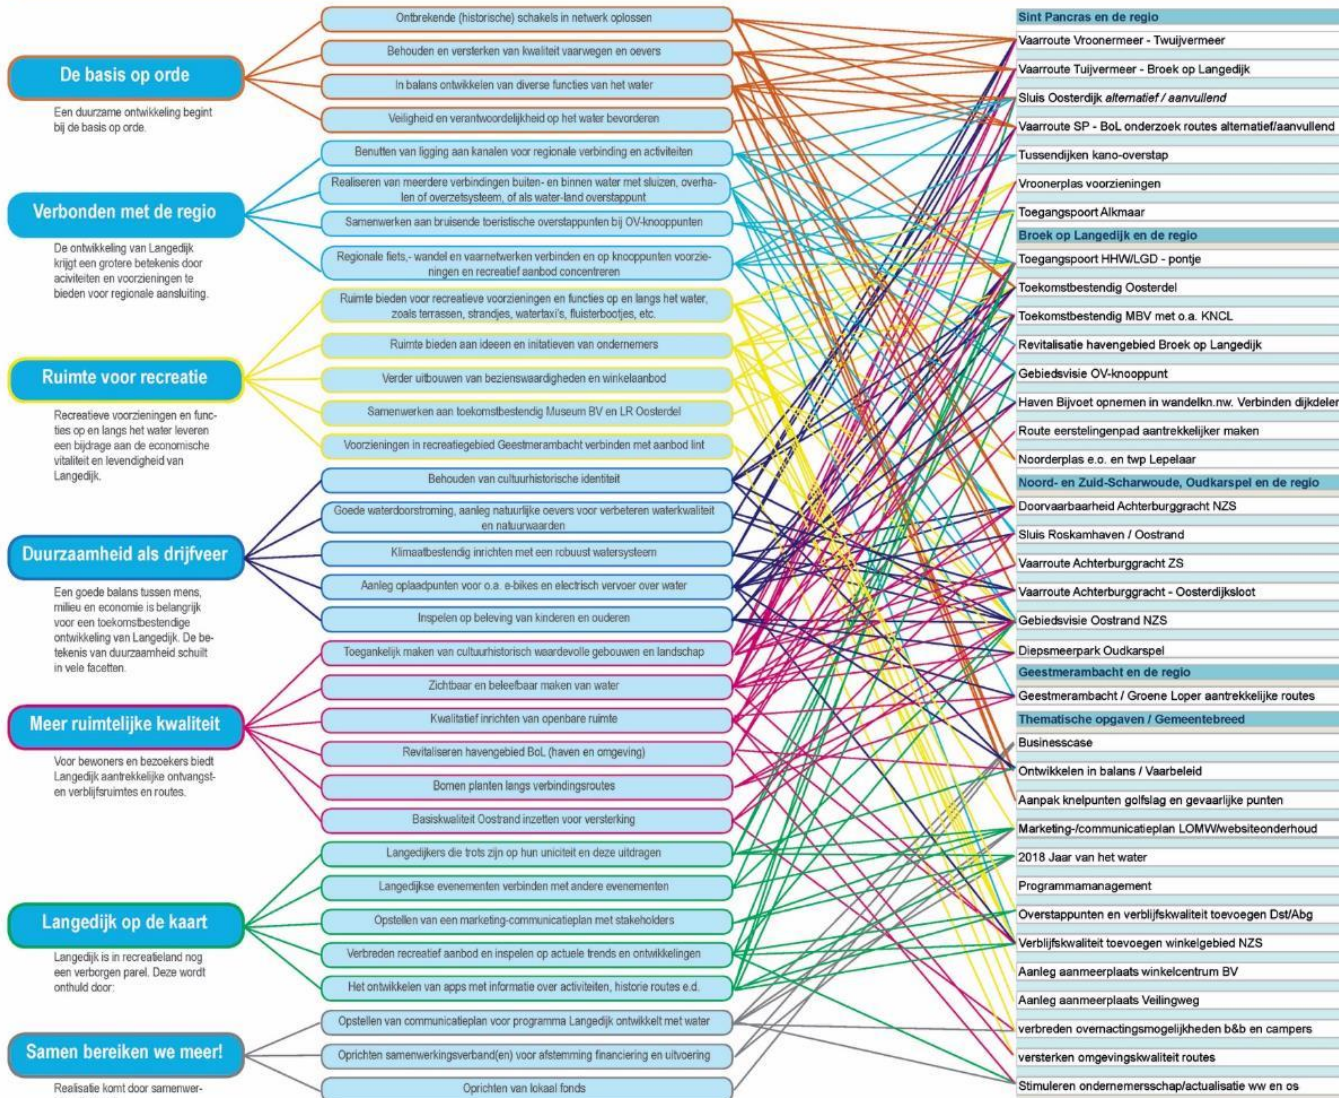 De basis op orde
Een duurzame ontwikkeling begint
bij de basis op orde.
Verbonden met de regio
De ontwikkeling van Langedijk
krijgt een grotere betekenis door
aciviteiten en voorzieningen te
bieden voor regionale aansluiting.
Ruimte voor recreatie
Recreatieve voorzieningen en func-
ties op en langs het water leveren
een bijdrage aan de economische
vitaliteit en levendigheid van
Langedijk.
Duurzaamheid als drijfveer
Een goede balans tussen mens,
milieu en economie is belangrijk
voor een toekomstbestendige
ontwikkeling van Langedijk. De be-
tekenis van duurzaamheid schuilt
in vele facetten.
Meer ruimtelijke kwaliteit
Voor bewoners en bezoekers biedt
Langedijk aantrekkelijke ontvangst-
en verblijfsruimtes en routes.
Langedijk op de kaart
Langedijk is in recreatieland nog
een verborgen parel. Deze wordt
onthuld door:
Samen bereiken we meer!
Realisatie komt door samenwer-
Ontbrekende (historische) schakels in netwerk oplossen
Behouden en versterken van kwaliteit vaarwegen en oevers
In balans ontwikkelen van diverse functies van het water
Veiligheid en verantwoordelijkheid op het water bevorderen
Benutten van ligging aan kanalen voor regionale verbinding en activiteiten
Realiseren van meerdere verbindingen buiten- en binnen water met sluizen, overha-
len of overzetsysteem, of als water-land overstappunt
Samenwerken aan bruisende toeristische overstappunten bij OV-knooppunten
Regionale fiets,- wandel en vaarnetwerken verbinden en op knooppunten voorzie-
ningen en recreatief aanbod concentreren
Ruimte bieden voor recreatieve voorzieningen en functies op en langs het water,
zoals terrassen, strandjes, watertaxi's, fluisterbootjes, etc.
Ruimte bieden aan ideeen en initatieven van ondernemers
Verder uitbouwen van bezienswaardigheden en winkelaanbod
Samenwerken aan toekomstbestendig Museum BV en LR Oosterdel
Voorzieningen in recreatiegebied Geestmerambacht verbinden met aanbod lint
Behouden van cultuurhistorische identiteit
Goede waterdoorstroming, aanleg natuurlijke oevers voor verbeteren waterkwaliteit
en natuurwaarden
Klimaatbestendig inrichten met een robuust watersysteem
Aanleg oplaadpunten voor o.a. e-bikes en electrisch vervoer over water
Inspelen op beleving van kinderen en ouderen
Toegankelijk maken van cultuurhistorisch waardevolle gebouwen en landschap
Zichtbaar en beleefbaar maken van water
Kwalitatief inrichten van openbare ruimte
Revitaliseren havengebied BoL (haven en omgeving)
Bomen planten langs verbindingsroutes
Basiskwaliteit Oostrand inzetten voor versterking
Langedijkers die trots zijn op hun uniciteit en deze uitdragen
Langedijkse evenementen verbinden met andere evenementen
Opstellen van een marketing-communicatieplan met stakeholders
Verbreden recreatief aanbod en inspelen op actuele trends en ontwikkelingen
Het ontwikkelen van apps met informatie over activiteiten, historie routes e.d.
Opstellen van communicatieplan voor programma Langedijk ontwikkelt met water
Oprichten samenwerkingsverband(en) voor afstemming financiering en uitvoering
Oprichten van lokaal fonds
Sint Pancras en de regio
Vaarroute Vroonermeer - Twuijvermeer
Vaarroute Tuijvermeer - Broek op Langedijk
Sluis Oosterdijk alternatief / aanvullend
Vaarroute SP - BoL onderzoek routes alternatief/aanvullend
Tussendijken kano-overstap
Vroonerplas voorzieningen
Toegangspoort Alkmaar
Broek op Langedijk en de regio
Toegangspoort HHW/LGD - pontje
Toekomstbestendig Oosterdel
Toekomstbestendig MBV met o.a. KNCL
Revitalisatie havengebied Broek op Langedijk
Gebiedsvisie OV-knooppunt
Haven Bijvoet opnemen in wandelkn.nw. Verbinden dijkdelen
Route eerstelingenpad aantrekkelijker maken
Noorderplas e.o. en twp Lepelaar
Noord- en Zuid-Scharwoude, Oudkarspel en de regio
Doorvaarbaarheid Achterburggracht NZS
Sluis Roskamhaven / Oostrand
Vaarroute Achterburggracht ZS
Vaarroute Achterburggracht - Oosterdijksloot
Gebiedsvisie Oostrand NZS
Diepsmeerpark Oudkarspel
Geestmerambacht en de regio
Geestmerambacht / Groene Loper aantrekkelijke routes
Thematische opgaven / Gemeentebreed
Businesscase
Ontwikkelen in balans / Vaarbeleid
Aanpak knelpunten golfslag en gevaarlijke punten
Marketing-/communicatieplan LOMW/websiteonderhoud
2018 Jaar van het water
Programmamanagement
Overstappunten en verblijfskwaliteit toevoegen Dst/Abg
Verblijfskwaliteit toevoegen winkelgebied NZS
Aanleg aanmeerplaats winkelcentrum BV
Aanleg aanmeerplaats Veilingweg
verbreden overnactingsmogelijkheden b&b en campers
versterken omgevingskwaliteit routes
Stimuleren ondernemersschap/actualisatie ww en os